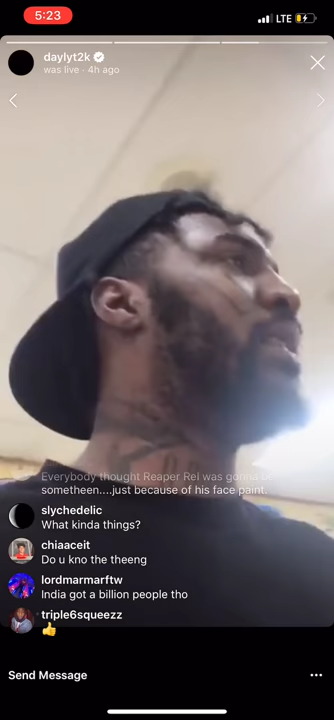 5:23
LTE
daylyt2k
was live · 4h ago
Everybody thought Reaper Rel was gonna
sometheen....just because of his face paint.
slychedelic
What kinda things?
chiaaceit
Do u kno the theeng
lordmarmarftw
India got a billion people tho
triple6squeezz
👍
Send Message